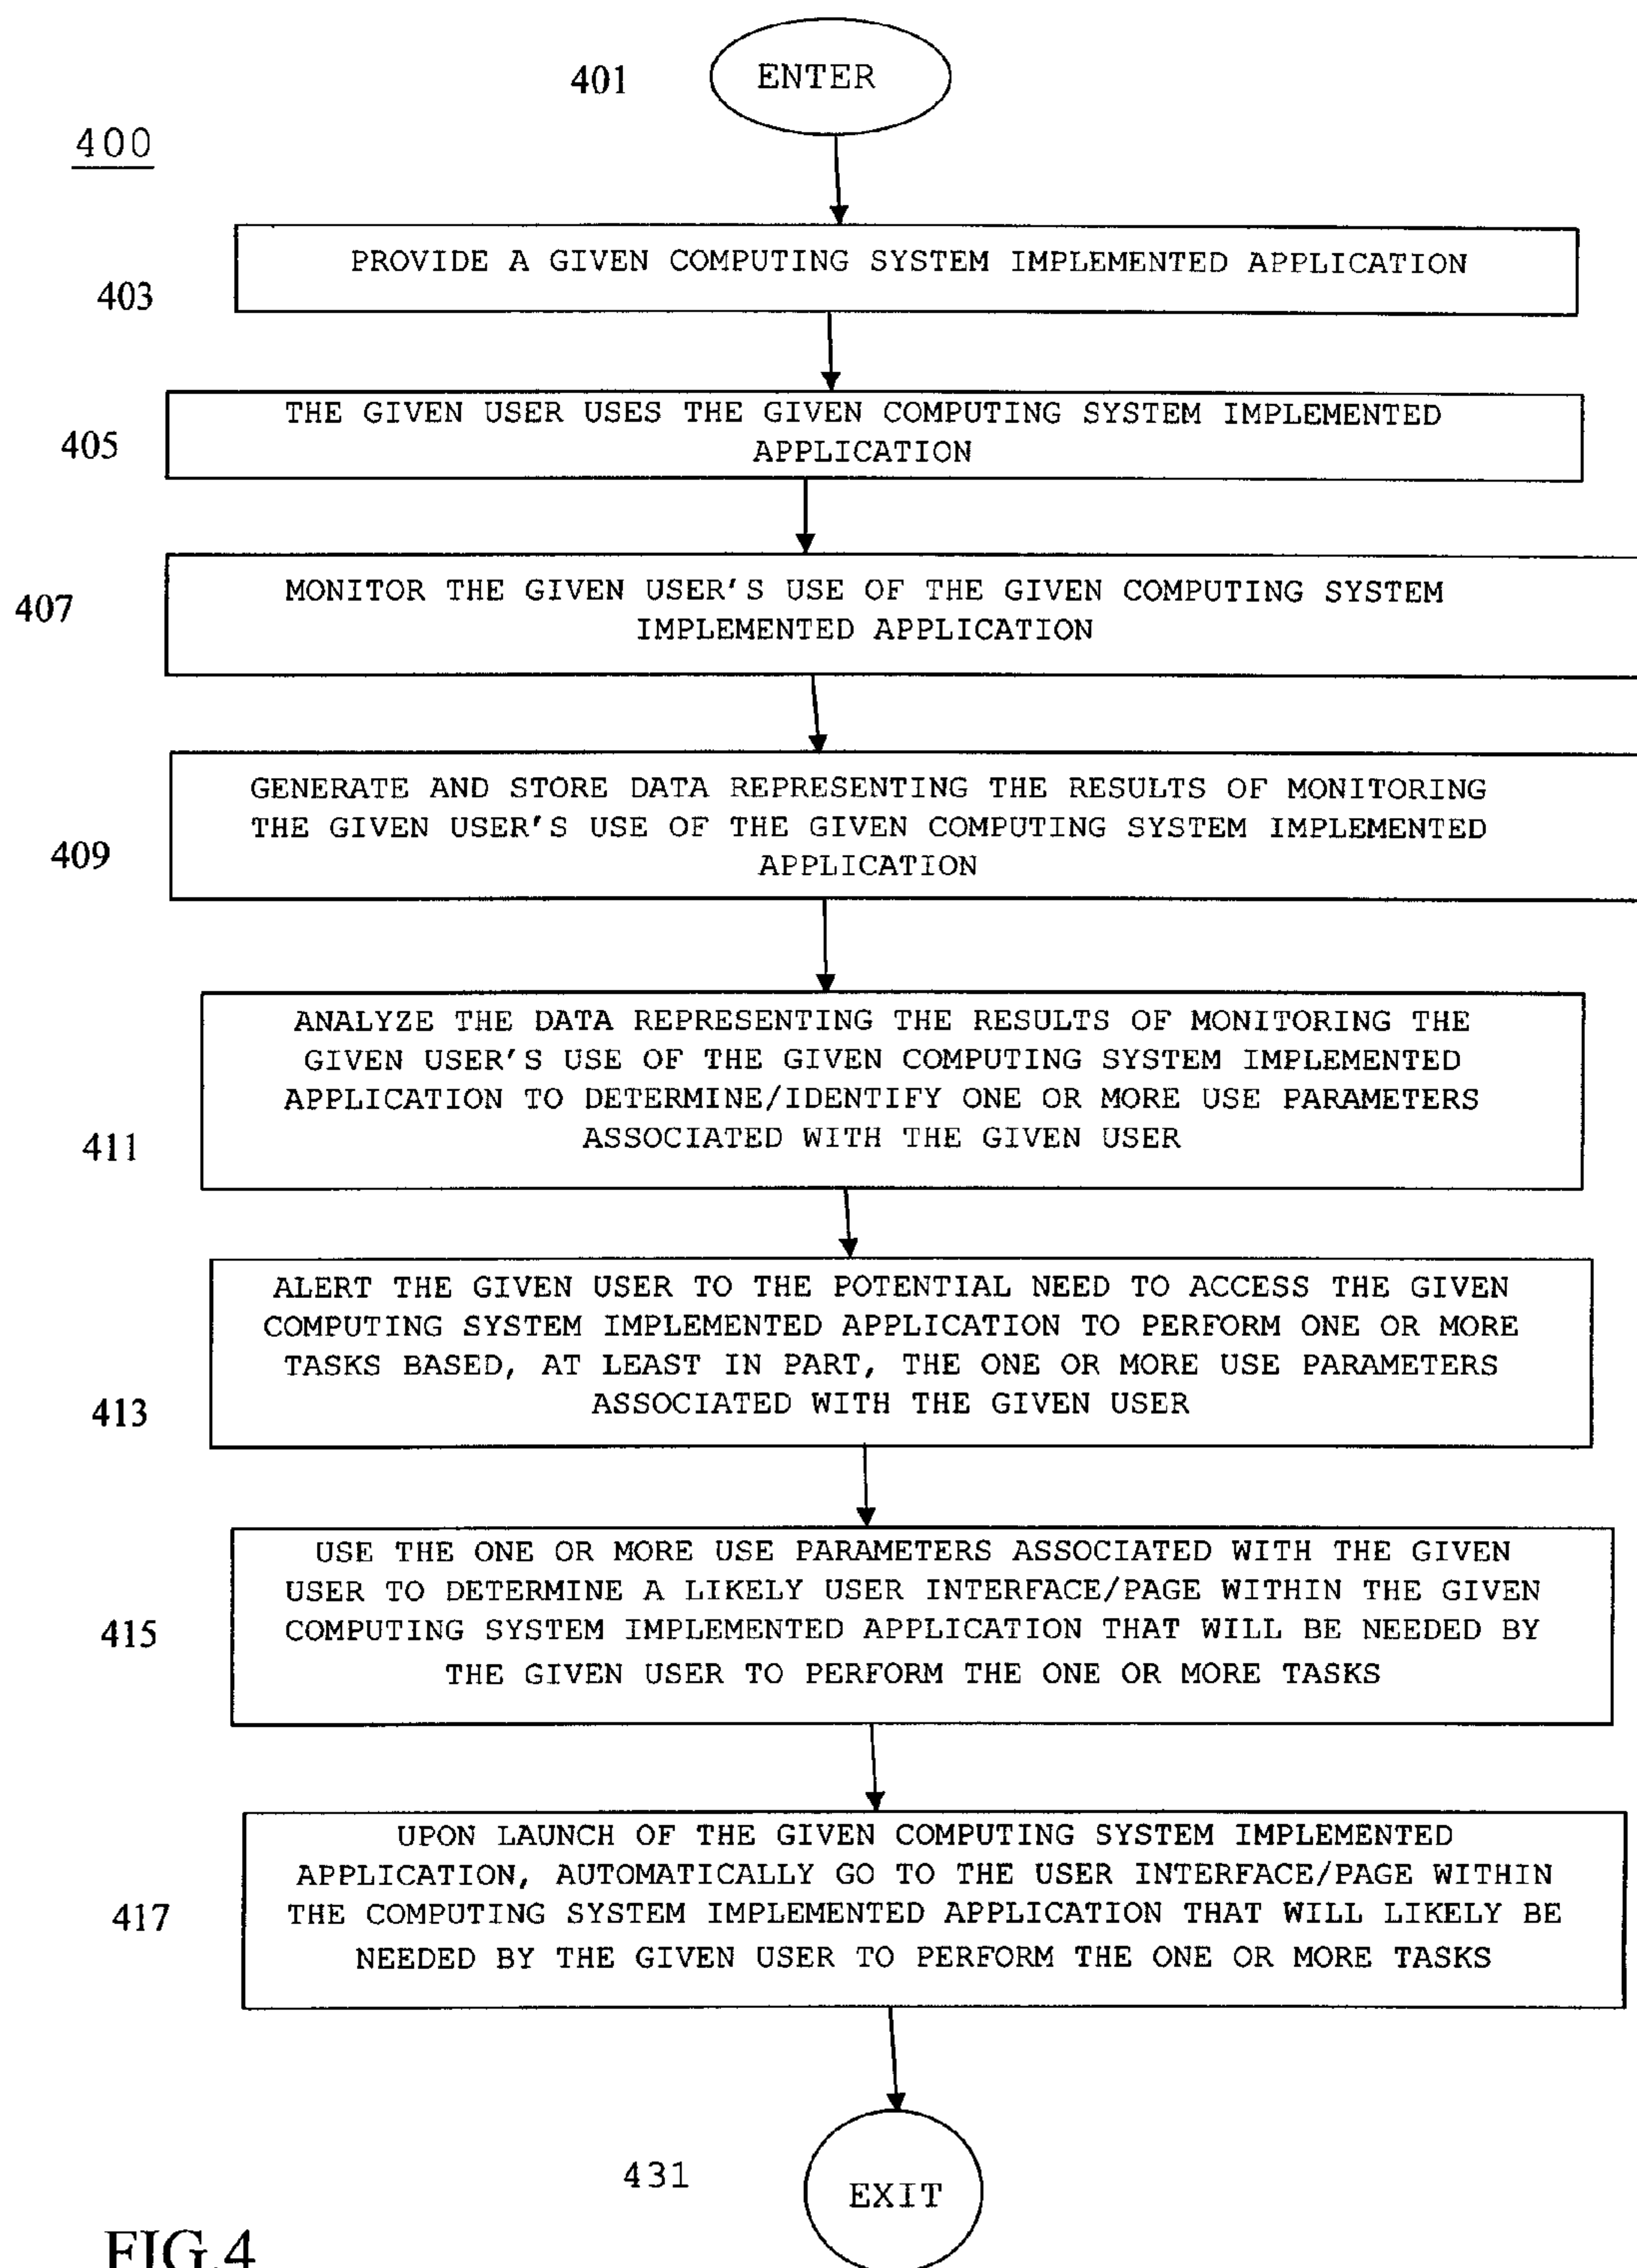 401 ENTER
400
PROVIDE A GIVEN COMPUTING SYSTEM IMPLEMENTED APPLICATION
403
THE GIVEN USER USES THE GIVEN COMPUTING SYSTEM IMPLEMENTED
APPLICATION
405
MONITOR THE GIVEN USER'S USE OF THE GIVEN COMPUTING SYSTEM
IMPLEMENTED APPLICATION
407
GENERATE AND STORE DATA REPRESENTING THE RESULTS OF MONITORING
THE GIVEN USER'S USE OF THE GIVEN COMPUTING SYSTEM IMPLEMENTED
APPLICATION
409
ANALYZE THE DATA REPRESENTING THE RESULTS OF MONITORING THE
GIVEN USER'S USE OF THE GIVEN COMPUTING SYSTEM IMPLEMENTED
APPLICATION TO DETERMINE/IDENTIFY ONE OR MORE USE PARAMETERS
ASSOCIATED WITH THE GIVEN USER
411
ALERT THE GIVEN USER TO THE POTENTIAL NEED TO ACCESS THE GIVEN
COMPUTING SYSTEM IMPLEMENTED APPLICATION TO PERFORM ONE OR MORE
TASKS BASED, AT LEAST IN PART, THE ONE OR MORE USE PARAMETERS
ASSOCIATED WITH THE GIVEN USER
413
USE THE ONE OR MORE USE PARAMETERS ASSOCIATED WITH THE GIVEN
USER TO DETERMINE A LIKELY USER INTERFACE/PAGE WITHIN THE GIVEN
COMPUTING SYSTEM IMPLEMENTED APPLICATION THAT WILL BE NEEDED BY
THE GIVEN USER TO PERFORM THE ONE OR MORE TASKS
415
UPON LAUNCH OF THE GIVEN COMPUTING SYSTEM IMPLEMENTED
APPLICATION, AUTOMATICALLY GO TO THE USER INTERFACE/PAGE WITHIN
THE COMPUTING SYSTEM IMPLEMENTED APPLICATION THAT WILL LIKELY BE
NEEDED BY THE GIVEN USER TO PERFORM THE ONE OR MORE TASKS
417
431 EXIT
FIG.4